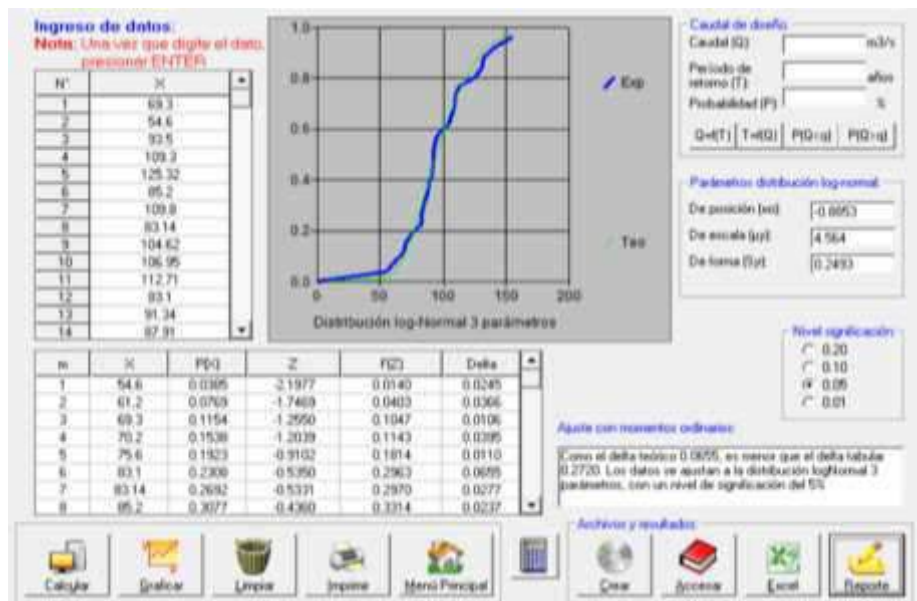 Ingreso de datos:
Nota: Una vez que digite el dato, presionar ENTER
N° X
1 69.3
2 54.6
3 93.5
4 109.3
5 125.32
6 85.2
7 109.8
8 83.14
9 104.62
10 106.95
11 112.71
12 83.1
13 91.34
14 87.91
1.0
0.8
0.6
0.4
0.2
0.0
0 50 100 150 200
Exp
Teo
Distribución log-Normal 3 parámetros
Caudal de diseño
Caudal (Q): m3/s
Período de retorno (T): años
Probabilidad (P): %
Q=f(T) T=f(Q) P(Q<q) P(Q>q)
Parámetros distribución log-normal:
De posición (xo): -0.8853
De escala (µy): 4.564
De forma (Sy): 0.2493
Nivel significación:
0.20
0.10
0.05
0.01
m X P(X) Z F(Z) Delta
1 54.6 0.0385 -2.1977 0.0140 0.0245
2 61.2 0.0769 -1.7469 0.0403 0.0366
3 69.3 0.1154 -1.2550 0.1047 0.0106
4 70.2 0.1538 -1.2039 0.1143 0.0395
5 75.6 0.1923 -0.9102 0.1814 0.0110
6 83.1 0.2308 -0.5350 0.2963 0.0655
7 83.14 0.2692 -0.5331 0.2970 0.0277
8 85.2 0.3077 -0.4360 0.3314 0.0237
Ajuste con momentos ordinarios:
Como el delta teórico 0.0655, es menor que el delta tabular
0.2720. Los datos se ajustan a la distribución logNormal 3
parámetros, con un nivel de significación del 5%
Archivos y resultados:
Calcular
Graficar
Limpiar
Imprimir
Menú Principal
Crear
Accesar
Excel
Reporte